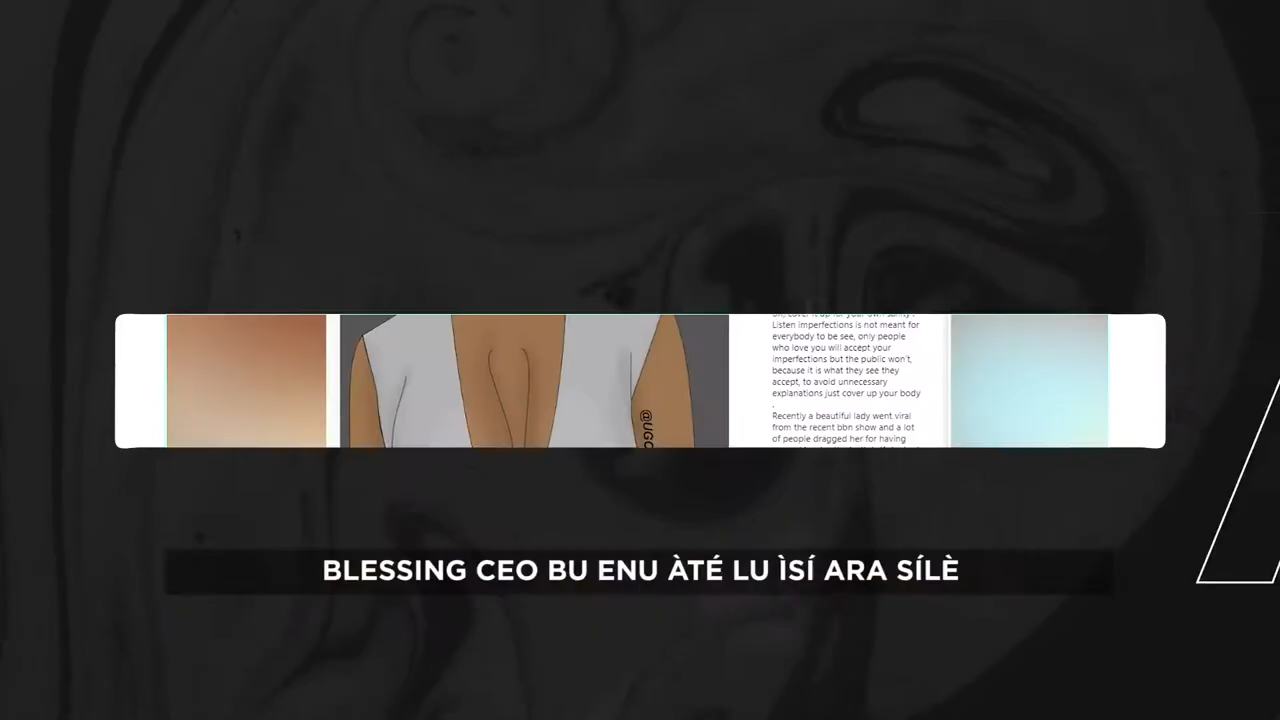 Listen imperfections is not meant for
everybody to be see, only people
who love you will accept your
imperfections but the public won't,
because it is what they see they
accept, to avoid unnecessary
explanations just cover up your body
.
Recently a beautiful lady went viral
from the recent bbn show and a lot
of people dragged her for having
@UGO
BLESSING CEO BU ENU ÀTÉ LU ÌSÍ ARA SÍLÈ